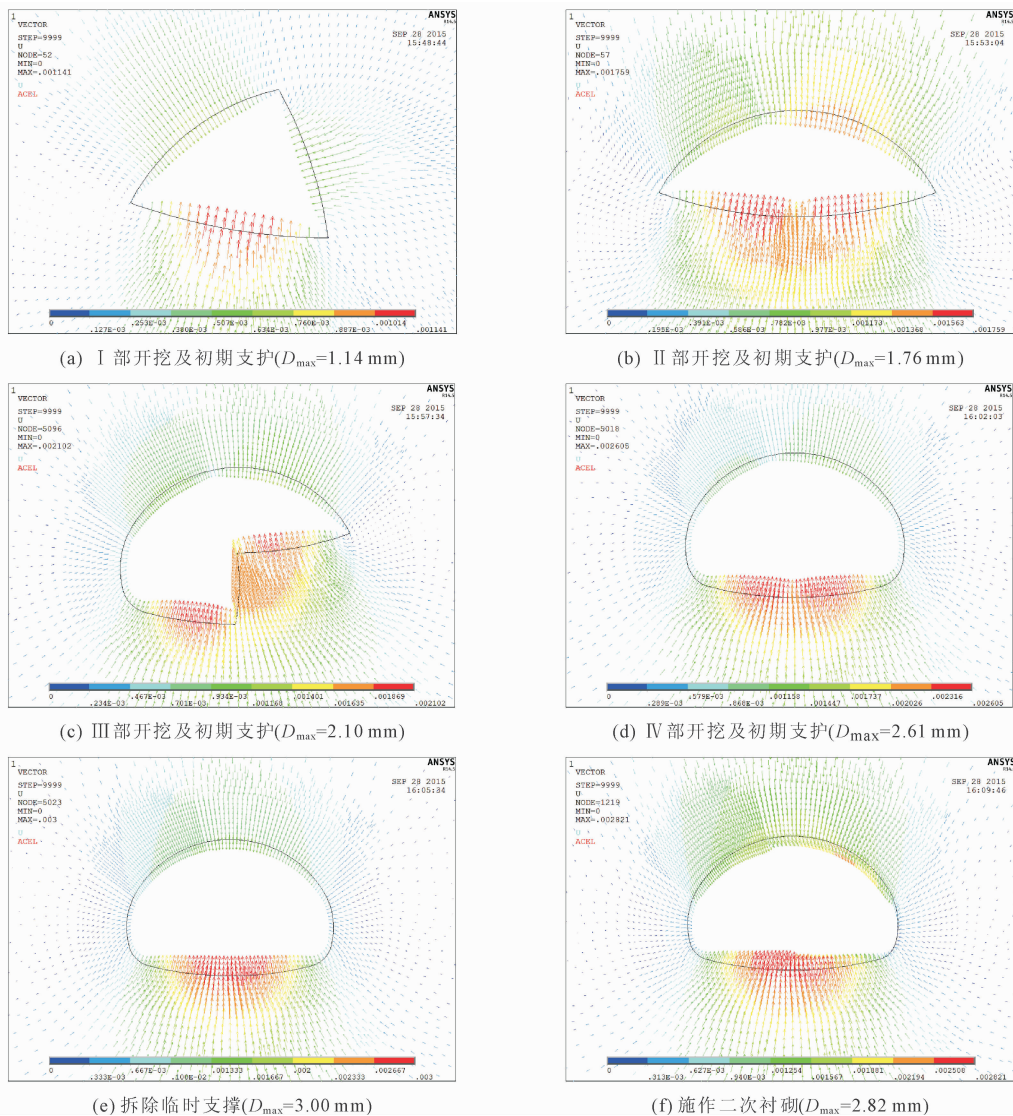 1
VECTOR
STEP=9999
U
NODE=52
MIN=0
MAX=.001141
U
ACEL
ANSYS
R14.5
SEP 28 2015
15:48:44
0
.127E-03
.253E-03
.380E-03
.507E-03
.634E-03
.760E-03
.887E-03
.001014
.001141
(a) Ⅰ部开挖及初期支护(Dmax=1.14 mm)
1
VECTOR
STEP=9999
U
NODE=57
MIN=0
MAX=.001759
U
ACEL
ANSYS
R14.5
SEP 28 2015
15:53:04
0
.195E-03
.391E-03
.586E-03
.782E-03
.977E-03
.001173
.001368
.001563
.001759
(b) Ⅱ部开挖及初期支护(Dmax=1.76 mm)
1
VECTOR
STEP=9999
U
NODE=5096
MIN=0
MAX=.002102
U
ACEL
ANSYS
R14.5
SEP 28 2015
15:57:34
0
.234E-03
.467E-03
.701E-03
.934E-03
.001168
.001401
.001635
.001869
.002102
(c) Ⅲ部开挖及初期支护(Dmax=2.10 mm)
1
VECTOR
STEP=9999
U
NODE=5018
MIN=0
MAX=.002605
U
ACEL
ANSYS
R14.5
SEP 28 2015
16:02:03
0
.289E-03
.579E-03
.868E-03
.001158
.001447
.001737
.002026
.002316
.002605
(d) Ⅳ部开挖及初期支护(Dmax=2.61 mm)
1
VECTOR
STEP=9999
U
NODE=5023
MIN=0
MAX=.003
U
ACEL
ANSYS
R14.5
SEP 28 2015
16:05:34
0
.333E-03
.667E-03
.100E-02
.001333
.001667
.002
.002333
.002667
.003
(e) 拆除临时支撑(Dmax=3.00 mm)
1
VECTOR
STEP=9999
U
NODE=1219
MIN=0
MAX=.002821
U
ACEL
ANSYS
R14.5
SEP 28 2015
16:09:46
0
.313E-03
.627E-03
.940E-03
.001254
.001567
.001881
.002194
.002508
.002821
(f) 施作二次衬砌(Dmax=2.82 mm)